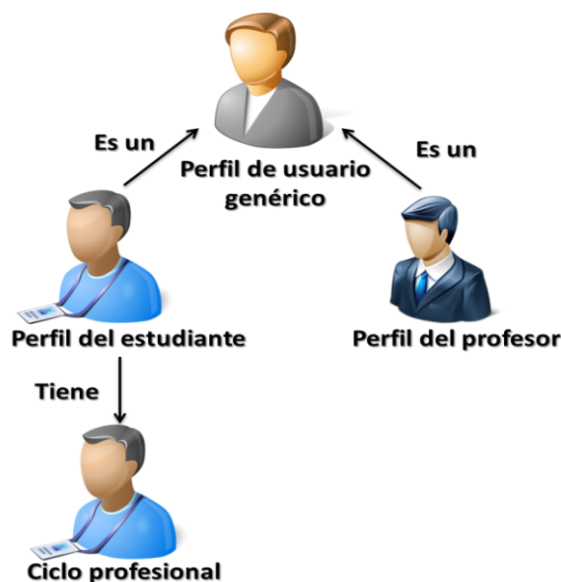 Es un
Es un
Perfil de usuario
genérico
Perfil del estudiante
Perfil del profesor
Tiene
Ciclo profesional